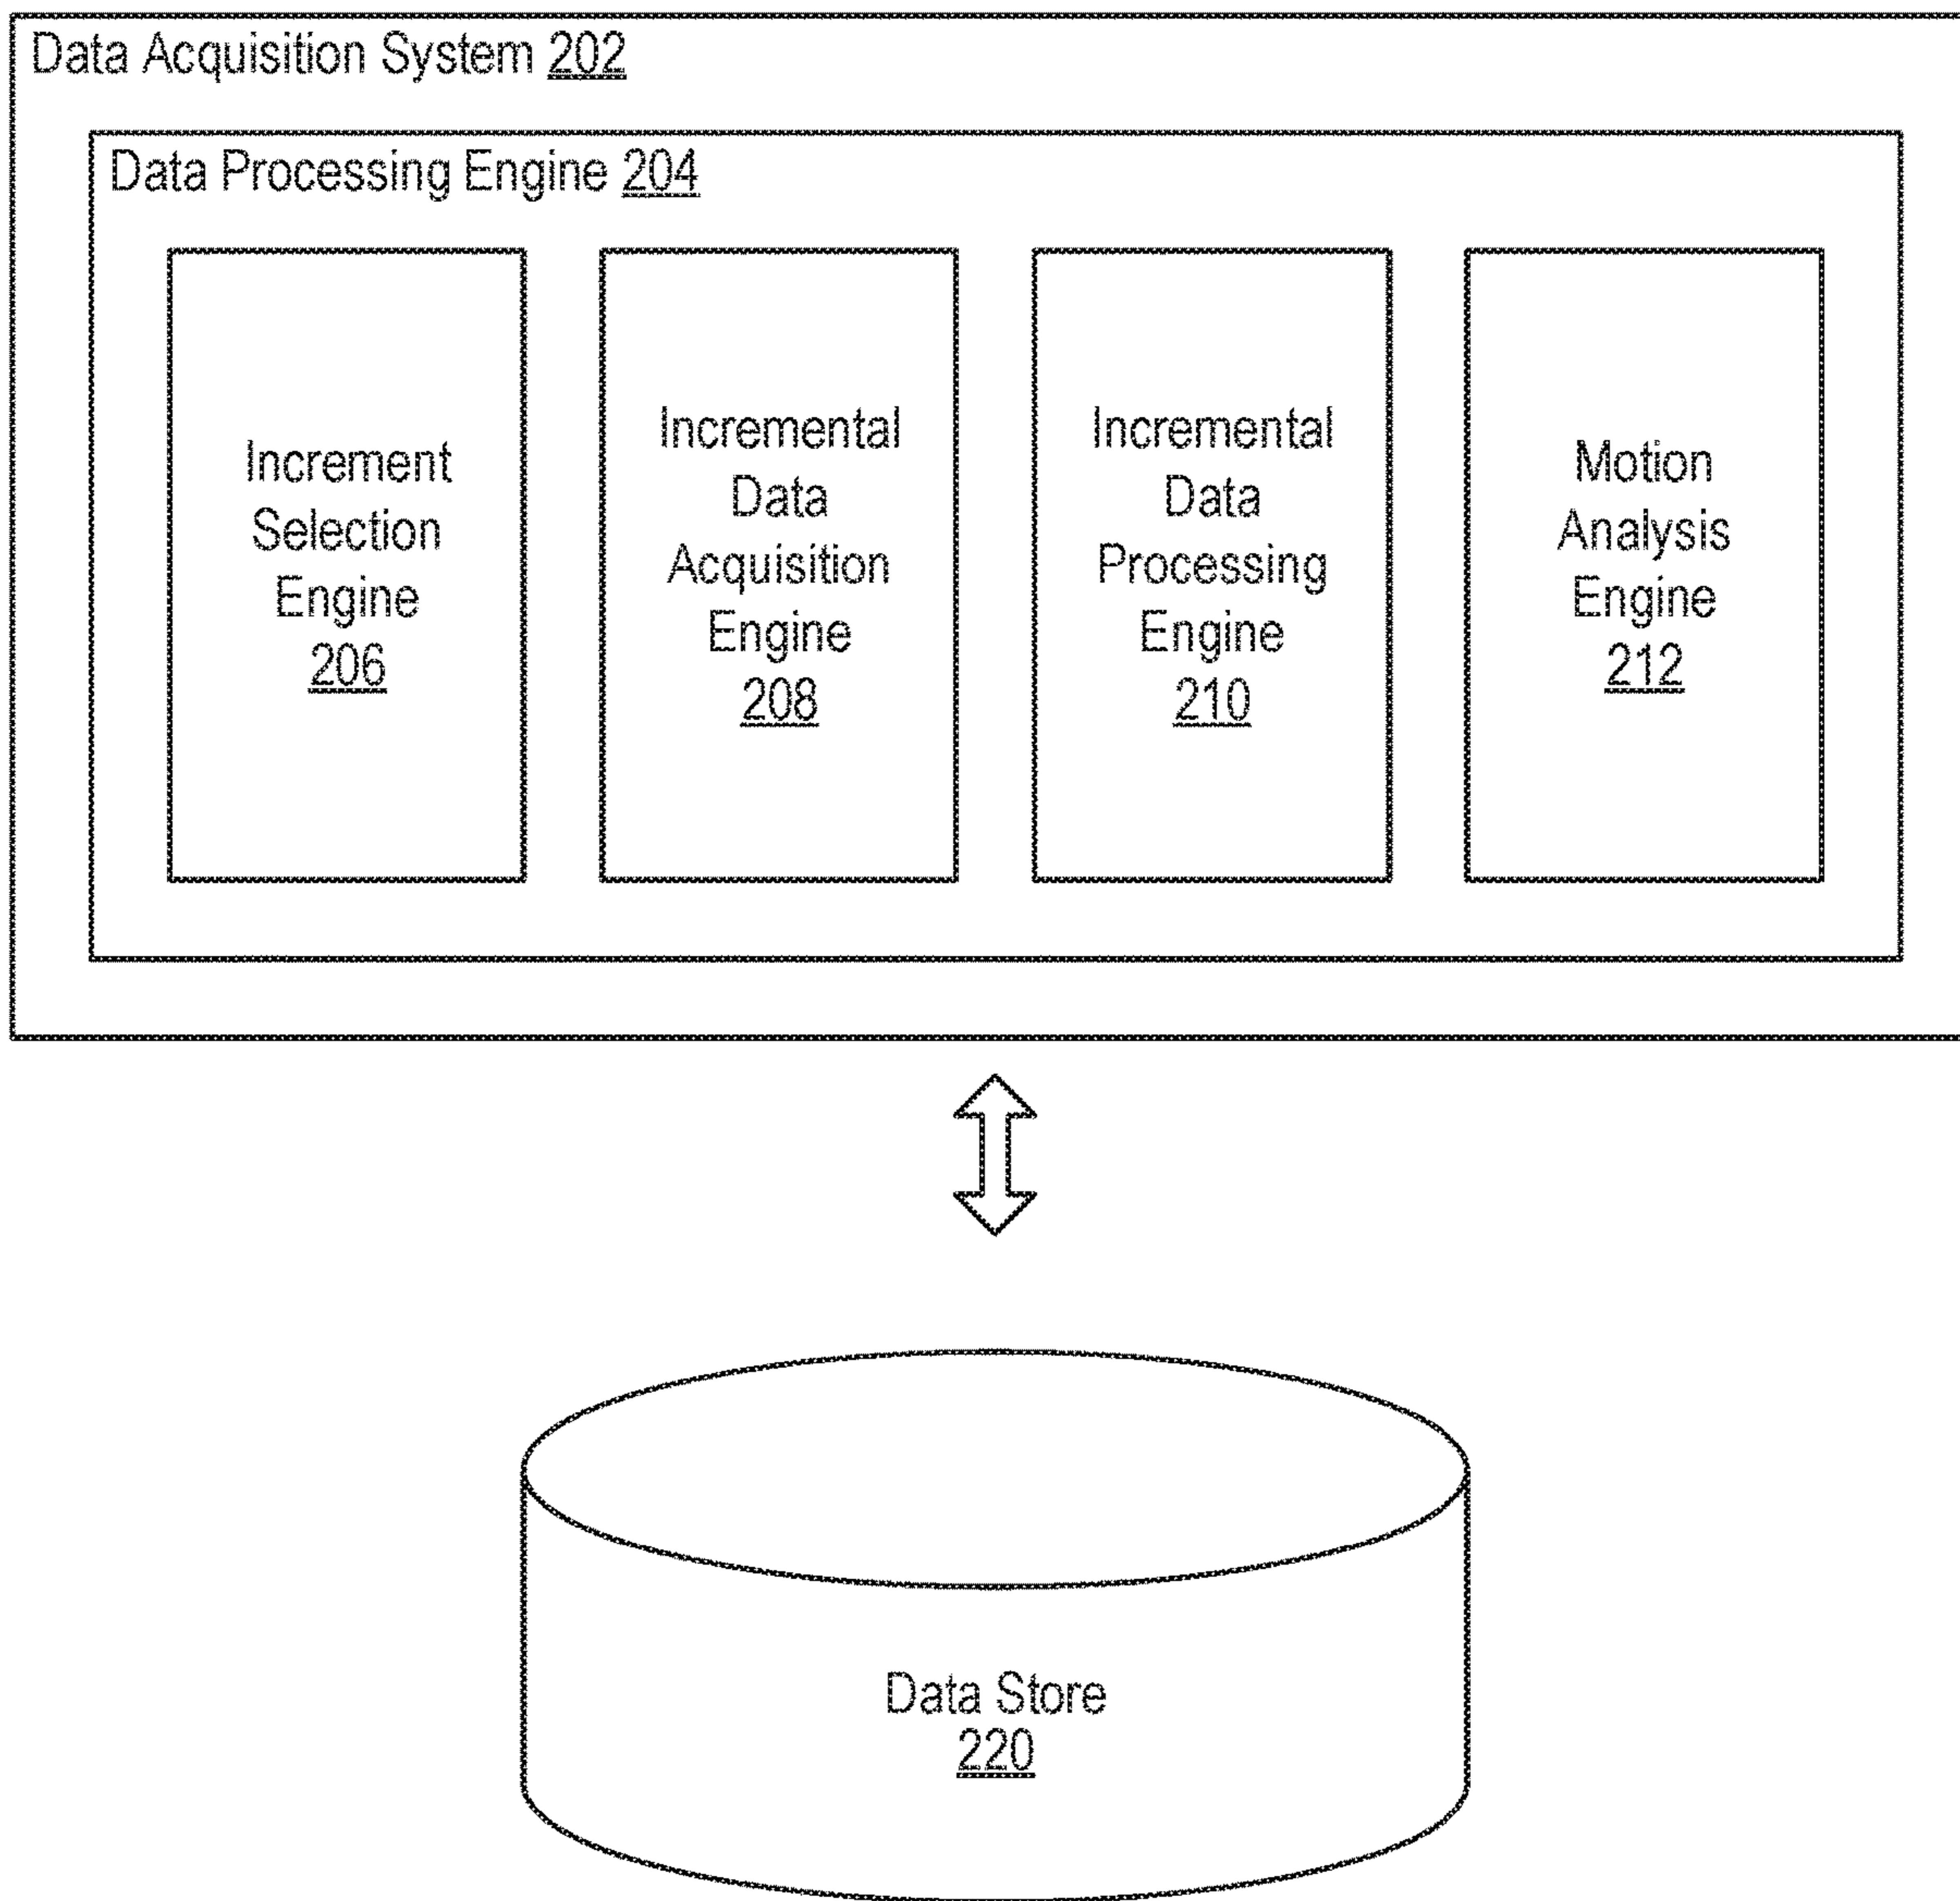 Data Acquisition System 202
Data Processing Engine 204
Increment
Selection
Engine
206
Incremental
Data
Acquisition
Engine
208
Incremental
Data
Processing
Engine
210
Motion
Analysis
Engine
212
Data Store
220